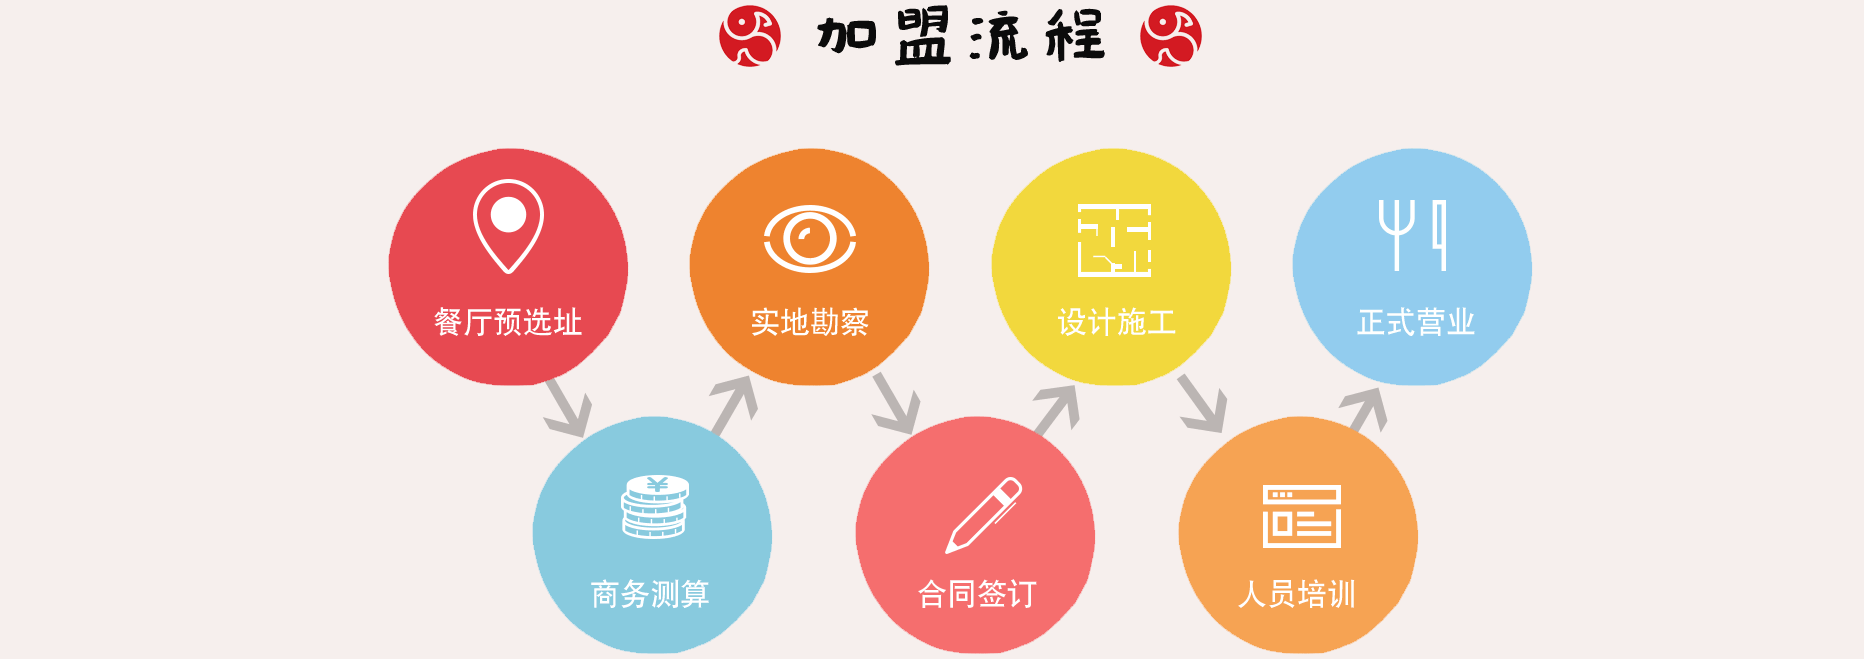 加盟流程
餐厅预选址
商务测算
实地勘察
合同签订
设计施工
人员培训
正式营业